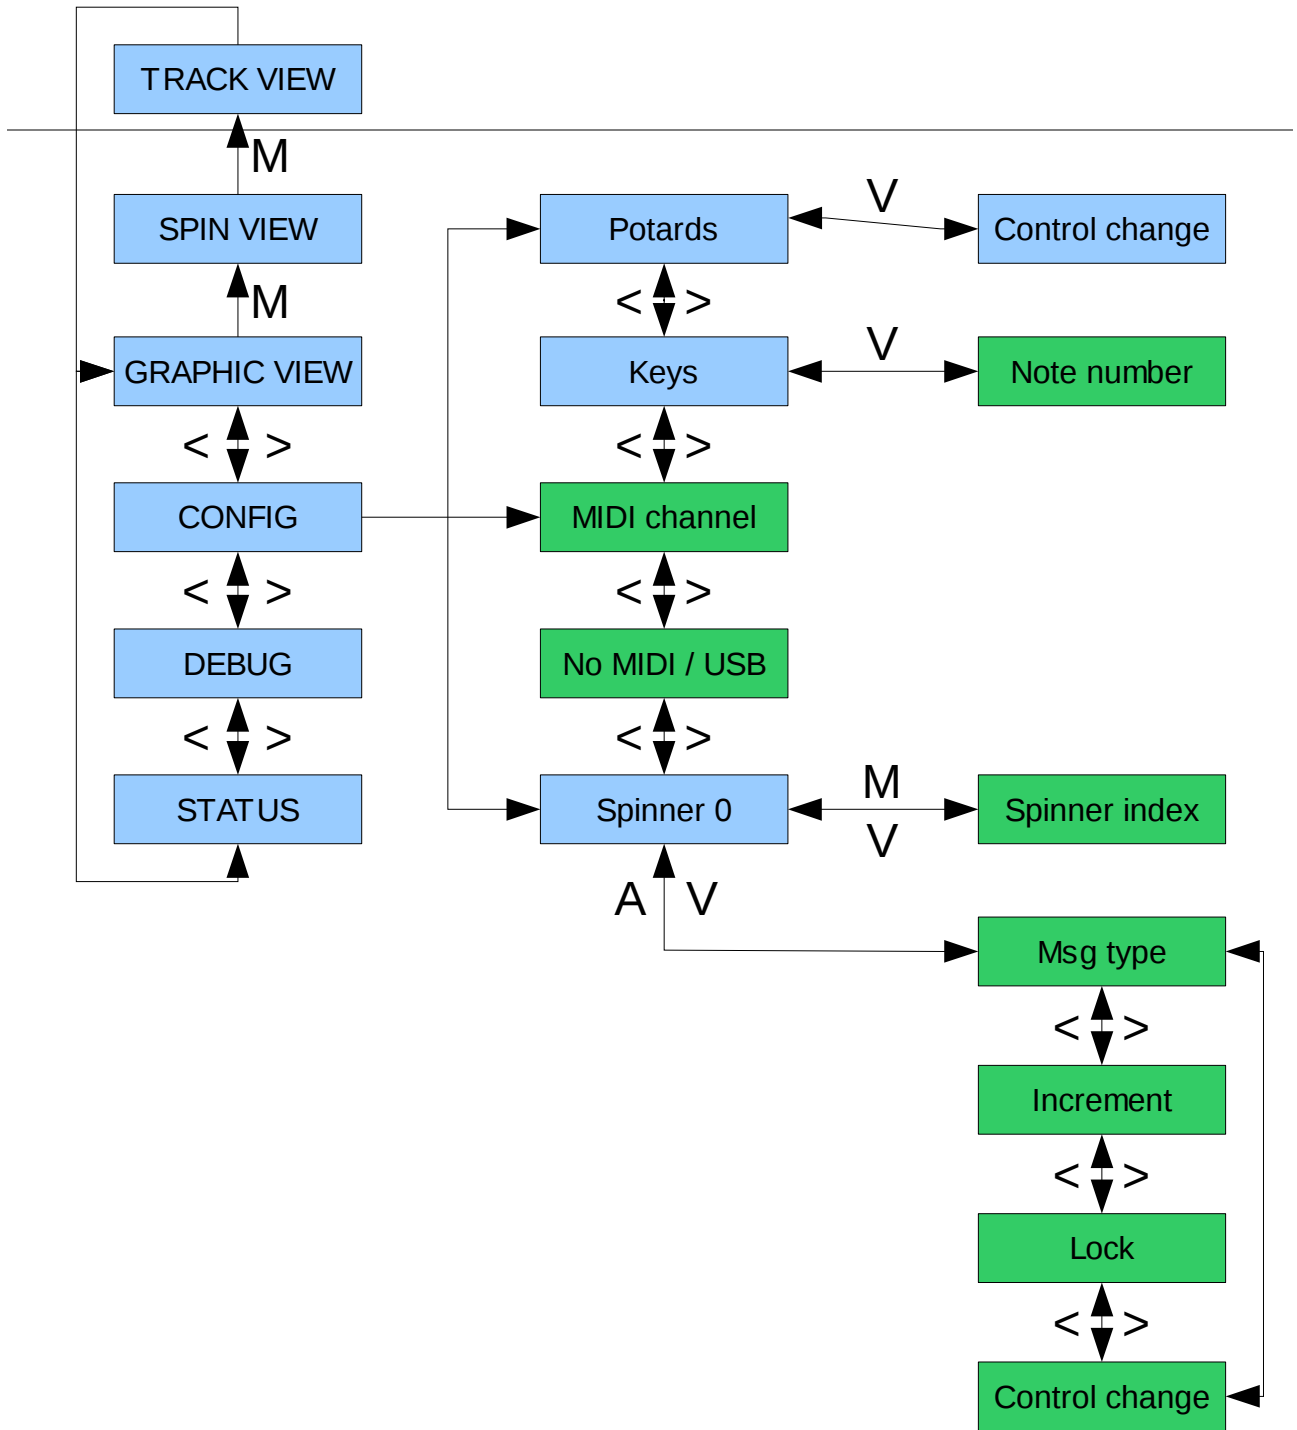 TRACK VIEW
M
SPIN VIEW
M
GRAPHIC VIEW
< >
CONFIG
< >
DEBUG
< >
STATUS
Potards
V
Control change
< >
Keys
V
Note number
< >
MIDI channel
< >
No MIDI / USB
< >
Spinner 0
M
V
Spinner index
A V
Msg type
< >
Increment
< >
Lock
< >
Control change